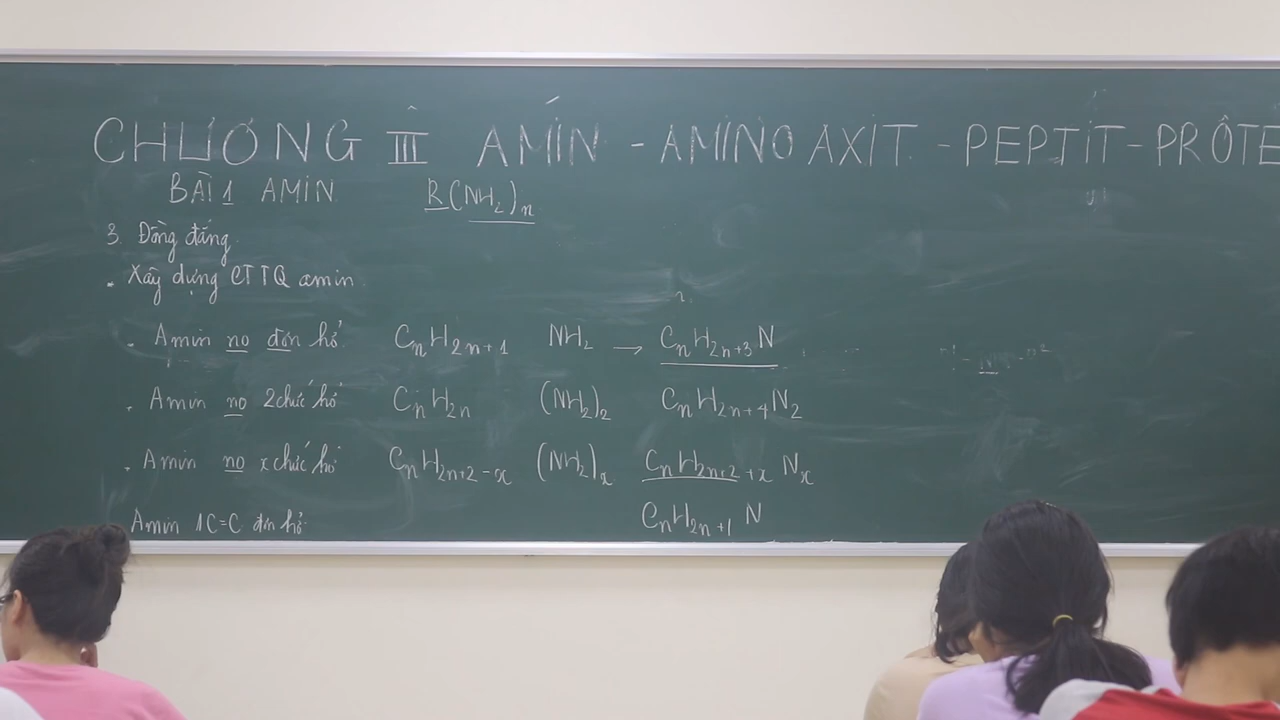 CHƯƠNG III AMIN - AMINO AXIT - PEPTIT - PRÔTE
BÀI 1 AMIN R(NH₂)ₙ
3. Đồng đẳng
. Xây dựng CTTQ amin
. Amin no đơn hở CₙH₂ₙ₊₁ NH₂ → CₙH₂ₙ₊₃N
. Amin no 2 chức hở CₙH₂ₙ (NH₂)₂ CₙH₂ₙ₊₄N₂
. Amin no x chức hở CₙH₂ₙ₊₂₋ₓ (NH₂)ₓ CₙH₂ₙ₊₂₊ₓNₓ
Amin 1C=C đơn hở CₙH₂ₙ₊₁N